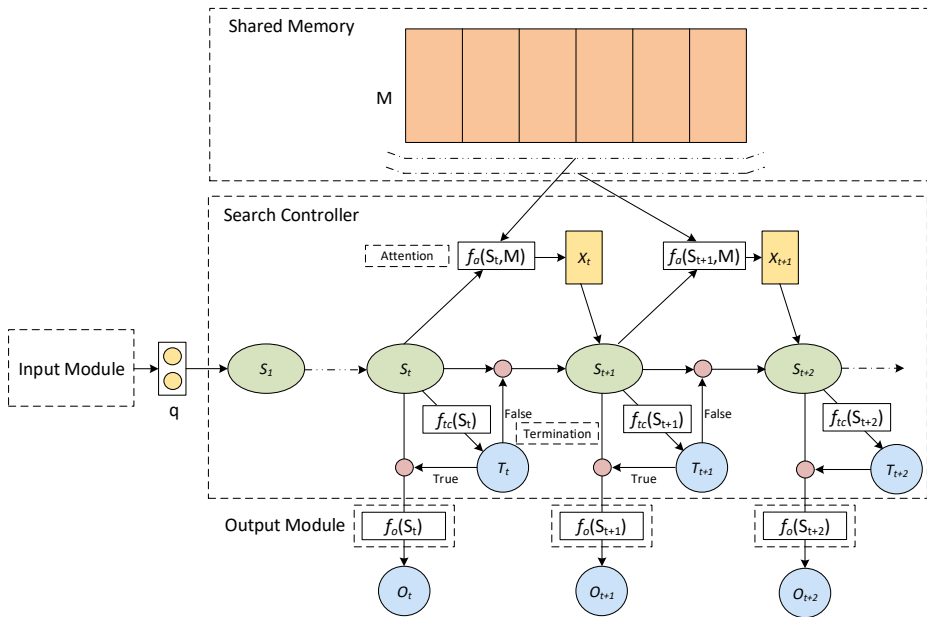 Shared Memory
M
Search Controller
Attention
fa(St,M)
Xt
fa(St+1,M)
Xt+1
Input Module
q
S1
St
St+1
St+2
ftc(St)
False
Termination
ftc(St+1)
False
ftc(St+2)
True
Tt
True
Tt+1
Tt+2
Output Module
fo(St)
fo(St+1)
fo(St+2)
Ot
Ot+1
Ot+2